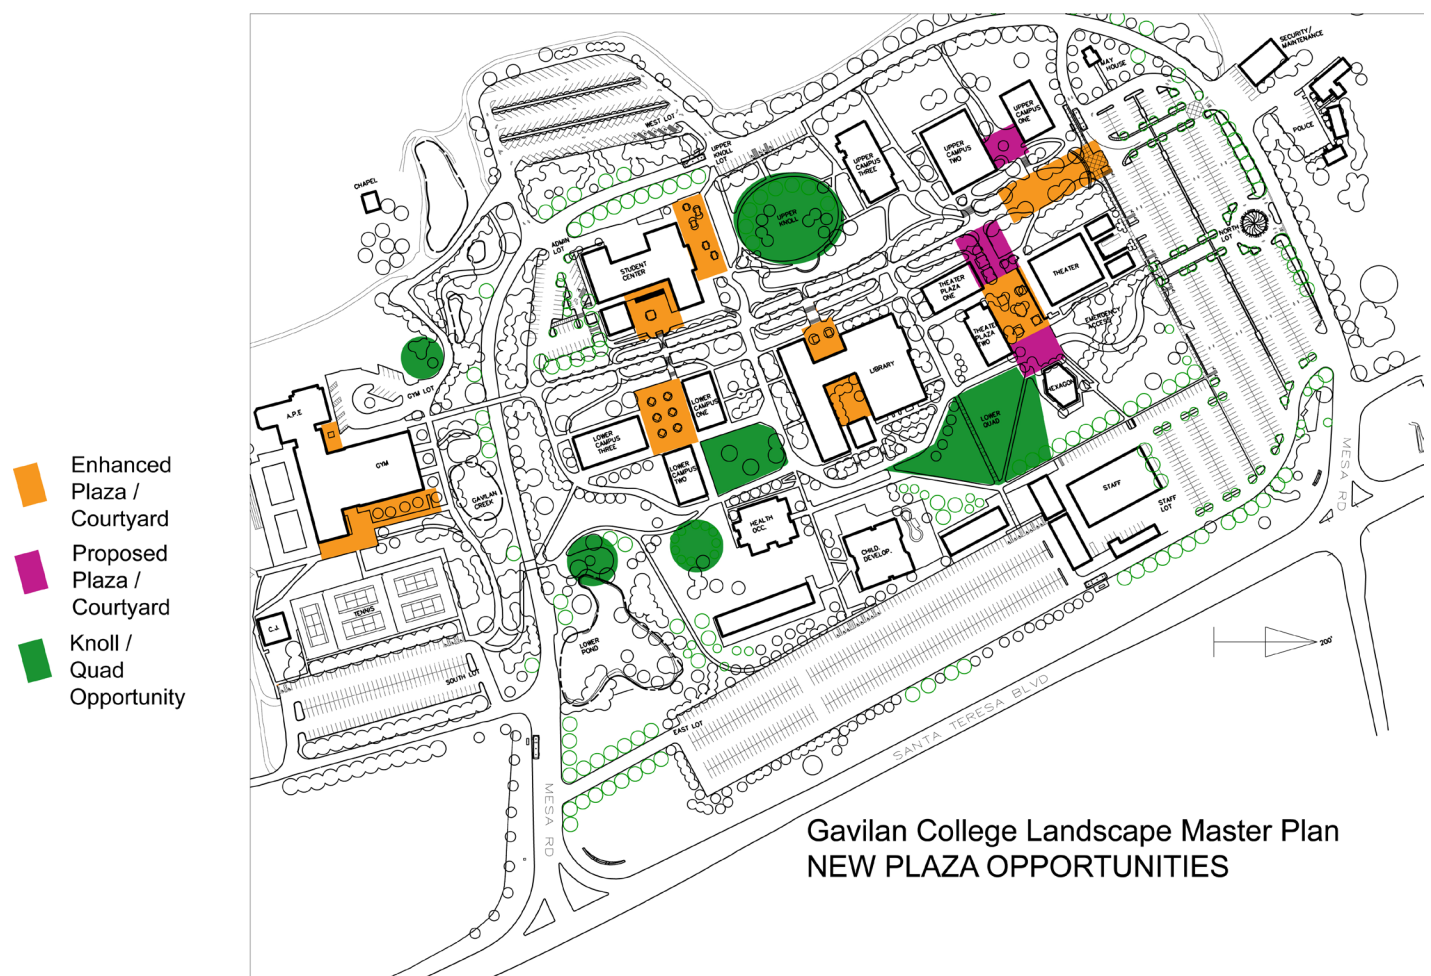 SECURITY/
MAINTENANCE
MAY
HOUSE
POLICE
WEST LOT
UPPER
KNOLL
LOT
UPPER
CAMPUS
ONE
UPPER
CAMPUS
TWO
UPPER
CAMPUS
THREE
CHAPEL
UPPER
KNOLL
NORTH
LOT
ADMIN
LOT
STUDENT
CENTER
THEATER
THEATER
PLAZA
ONE
THEATER
PLAZA
TWO
EMERGENCY
ACCESS
LIBRARY
HEXAGON
GYM LOT
A.P.E
GYM
LOWER
CAMPUS
ONE
LOWER
CAMPUS
THREE
LOWER
CAMPUS
TWO
LOWER
QUAD
MESA RD
GAVILAN
CREEK
STAFF
STAFF
LOT
HEALTH
OCC.
CHILD.
DEVELOP.
TENNIS
C.J.
LOWER
POND
SOUTH LOT
EAST LOT
200'
SANTA TERESA BLVD
MESA RD
Enhanced
Plaza /
Courtyard
Proposed
Plaza /
Courtyard
Knoll /
Quad
Opportunity
Gavilan College Landscape Master Plan
NEW PLAZA OPPORTUNITIES